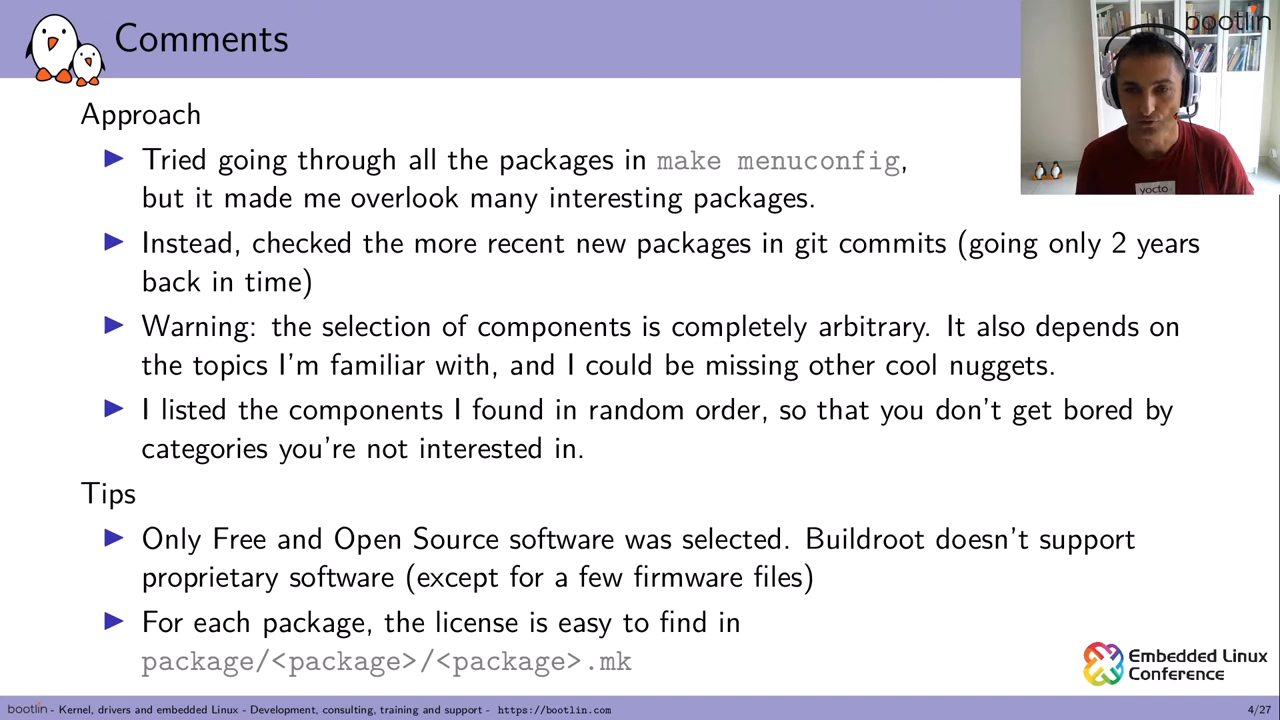 Comments
bootlin
Approach
Tried going through all the packages in make menuconfig,
but it made me overlook many interesting packages.
Instead, checked the more recent new packages in git commits (going only 2 years
back in time)
Warning: the selection of components is completely arbitrary. It also depends on
the topics I'm familiar with, and I could be missing other cool nuggets.
I listed the components I found in random order, so that you don't get bored by
categories you're not interested in.
Tips
Only Free and Open Source software was selected. Buildroot doesn't support
proprietary software (except for a few firmware files)
For each package, the license is easy to find in
package/<package>/<package>.mk
yocto
Embedded Linux
Conference
bootlin - Kernel, drivers and embedded Linux - Development, consulting, training and support - https://bootlin.com
4/27